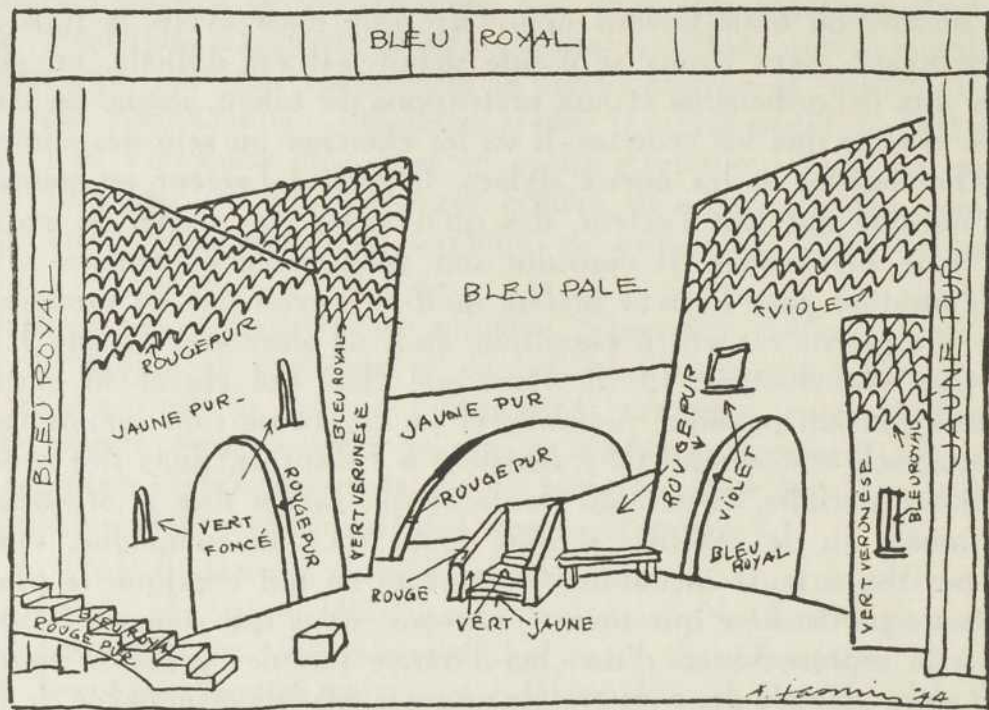 BLEU ROYAL
BLEU ROYAL
ROUGE PUR
JAUNE PUR-
VERT
FONCÉ
ROUGE PUR
BLEU ROYAL
VERT VERONESE
BLEU PALE
JAUNE PUR
ROUGE PUR
ROUGE PUR
VIOLET
VIOLET
BLEU
ROYAL
VERT VERONESE
BLEU ROYAL
JAUNE PUR
ROUGE
VERT JAUNE
BLEU ROYAL
ROUGE PUR
'44